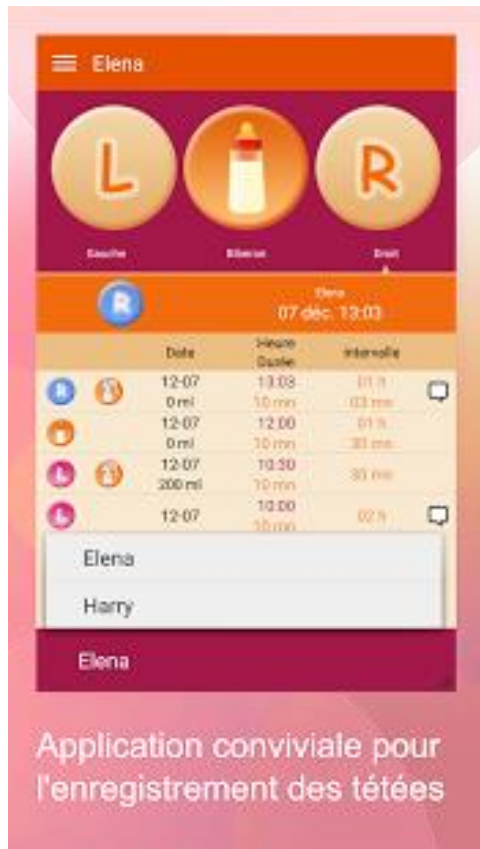 Elena
L R
Gauche Biberon Droit
R Elena
07 déc. 13:03
Date Heure Durée Intervalle
R 12-07 13:03 01 h
0 ml 10 mn 03 mn
12-07 12:00 01 h
0 ml 10 mn 30 mn
L 12-07 10:30 30 mn
200 ml 10 mn
L 12-07 10:00 02 h
10 mn
Elena
Harry
Elena
Application conviviale pour
l'enregistrement des tétées